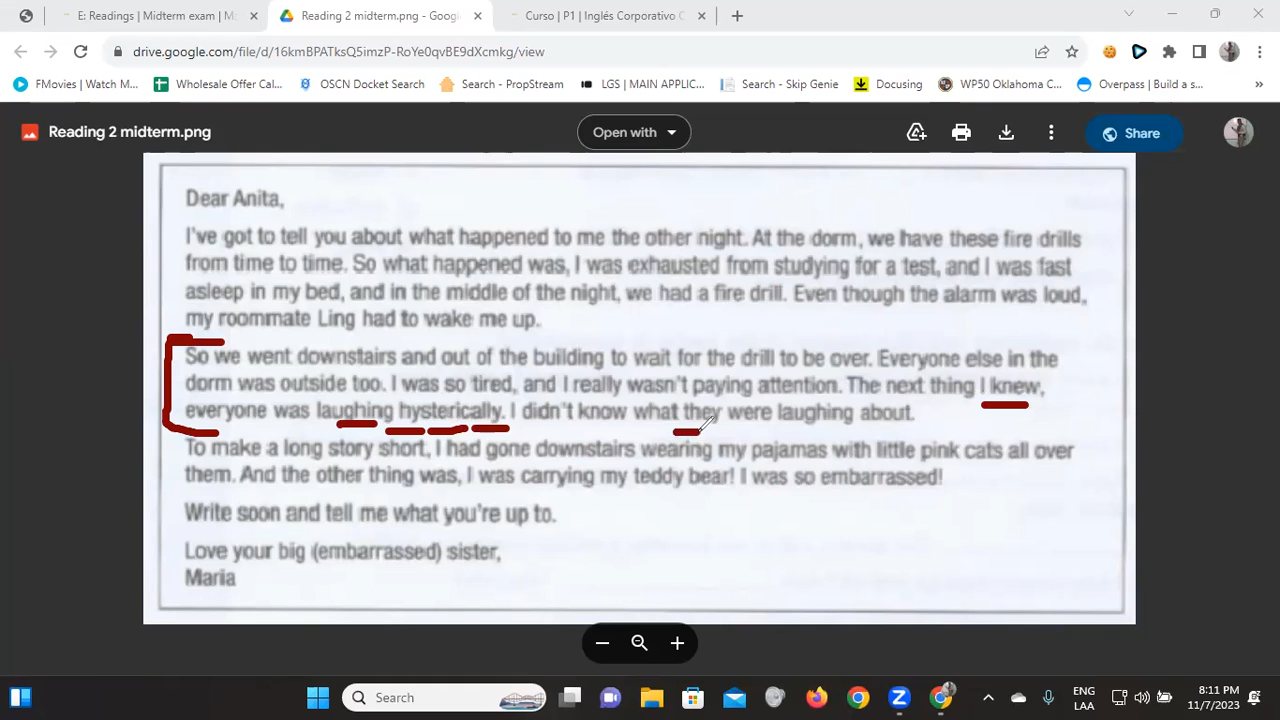 E: Readings | Midterm exam | M
Reading 2 midterm.png - Goog
Curso, | P1 | Inglés Corporativo C
drive.google.com/file/d/16kmBPATksQ5imzP-RoYe0qvBE9dXcmkg/view
FMovies | Watch M... Wholesale Offer Cal... OSCN Docket Search Search - PropStream LGS | MAIN APPLIC... Search - Skip Genie Docusing WP50 Oklahoma C... Overpass | Build a s...
Reading 2 midterm.png Open with Share
Dear Anita,
I've got to tell you about what happened to me the other night. At the dorm, we have these fire drills
from time to time. So what happened was, I was exhausted from studying for a test, and I was fast
asleep in my bed, and in the middle of the night, we had a fire drill. Even though the alarm was loud,
my roommate Ling had to wake me up.
So we went downstairs and out of the building to wait for the drill to be over. Everyone else in the
dorm was outside too. I was so tired, and I really wasn't paying attention. The next thing I knew,
everyone was laughing hysterically. I didn't know what they were laughing about.
To make a long story short, I had gone downstairs wearing my pajamas with little pink cats all over
them. And the other thing was, I was carrying my teddy bear! I was so embarrassed!
Write soon and tell me what you're up to.
Love your big (embarrassed) sister,
Maria
Search
ENG
LAA
8:11 PM
11/7/2023